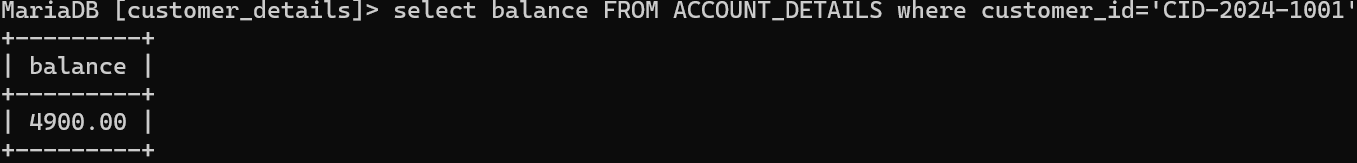 MariaDB [customer_details]> select balance FROM ACCOUNT_DETAILS where customer_id='CID-2024-1001'
+---------+
| balance |
+---------+
| 4900.00 |
+---------+